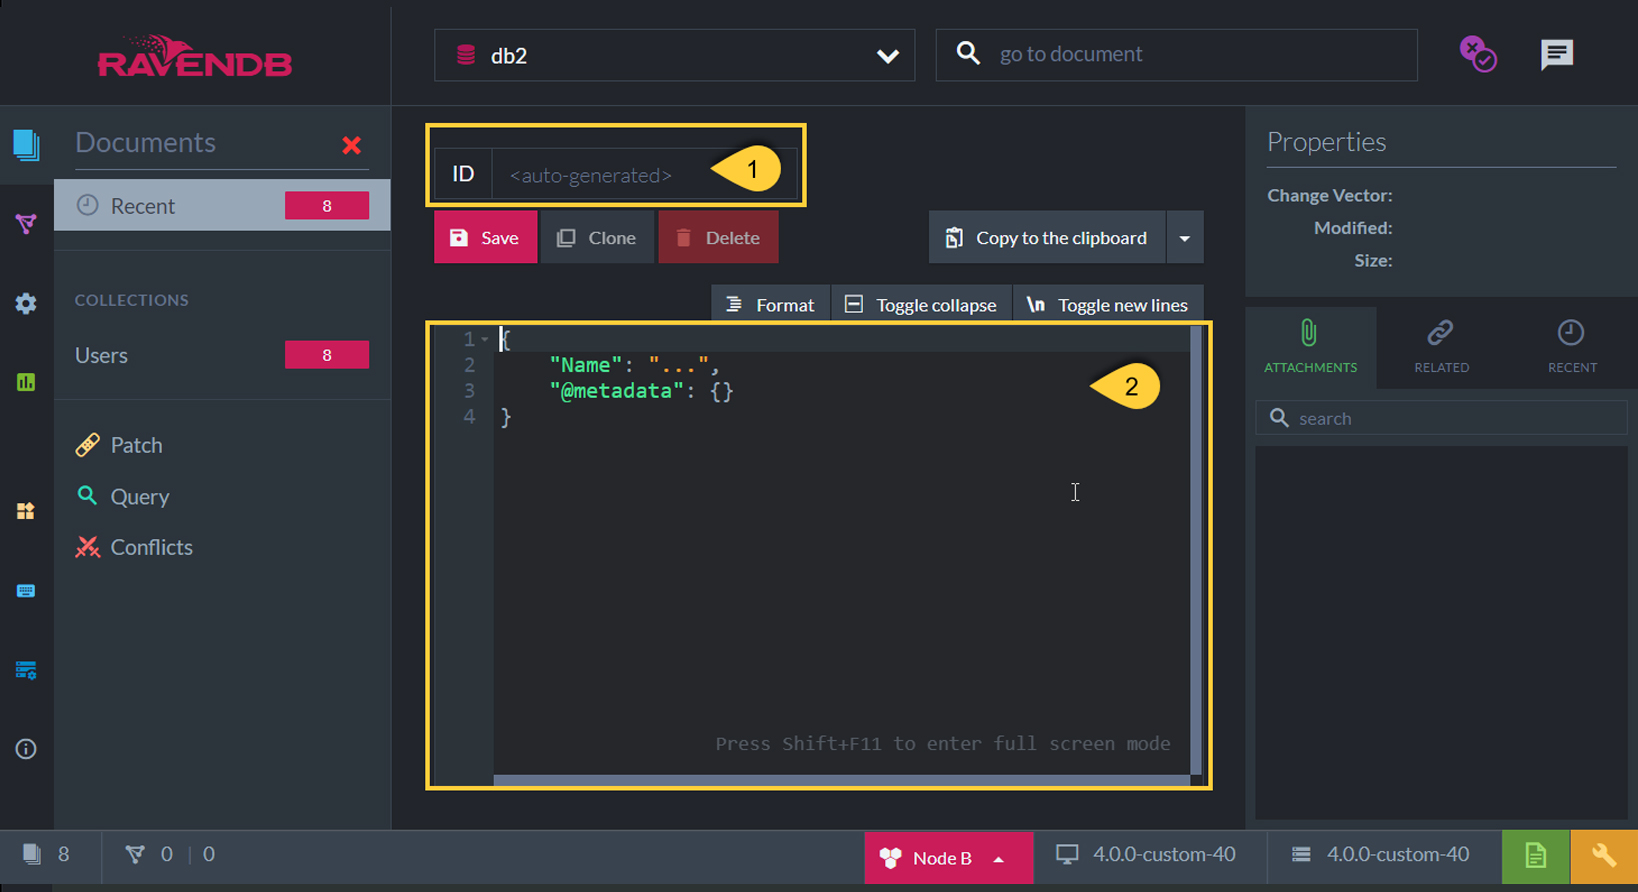 RAVENDB
db2
go to document
Documents
Recent
8
COLLECTIONS
Users
8
Patch
Query
Conflicts
ID
<auto-generated>
1
Save
Clone
Delete
Copy to the clipboard
Format
Toggle collapse
\n Toggle new lines
1 {
2 "Name": "...",
3 "@metadata": {}
4 }
2
Press Shift+F11 to enter full screen mode
Properties
Change Vector:
Modified:
Size:
ATTACHMENTS
RELATED
RECENT
search
8
0 | 0
Node B
4.0.0-custom-40
4.0.0-custom-40